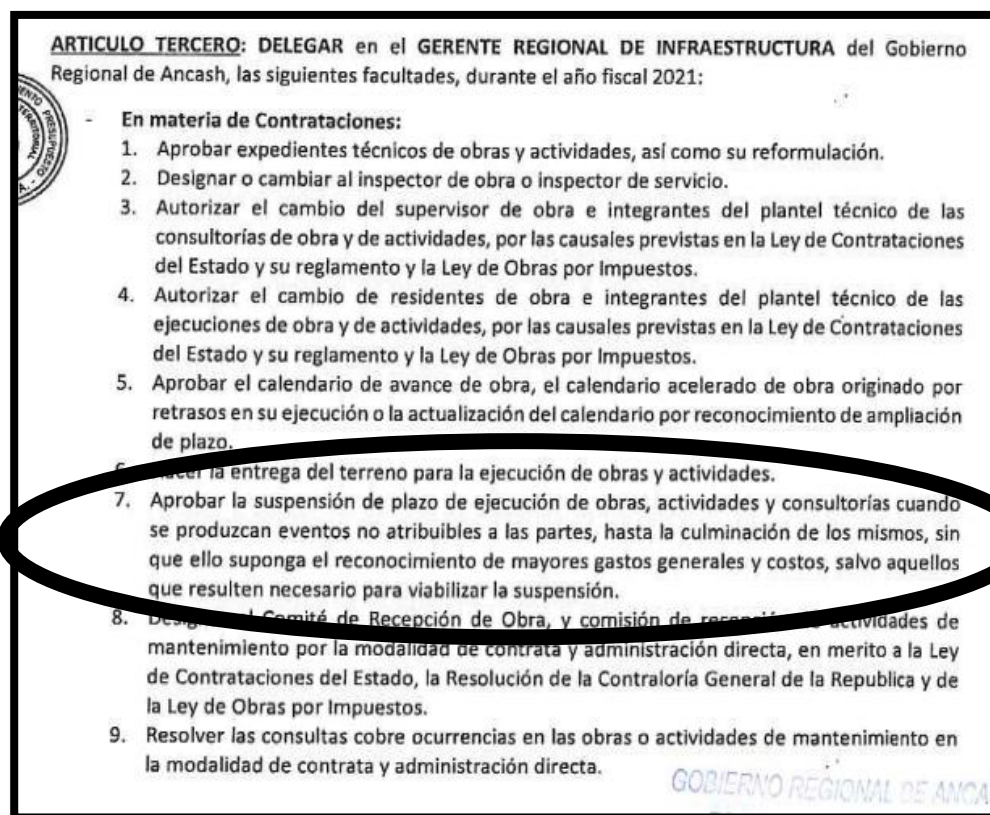 ARTICULO TERCERO: DELEGAR en el GERENTE REGIONAL DE INFRAESTRUCTURA del Gobierno
Regional de Ancash, las siguientes facultades, durante el año fiscal 2021:
- En materia de Contrataciones:
1. Aprobar expedientes técnicos de obras y actividades, así como su reformulación.
2. Designar o cambiar al inspector de obra o inspector de servicio.
3. Autorizar el cambio del supervisor de obra e integrantes del plantel técnico de las
consultorías de obra y de actividades, por las causales previstas en la Ley de Contrataciones
del Estado y su reglamento y la Ley de Obras por Impuestos.
4. Autorizar el cambio de residentes de obra e integrantes del plantel técnico de las
ejecuciones de obra y de actividades, por las causales previstas en la Ley de Contrataciones
del Estado y su reglamento y la Ley de Obras por Impuestos.
5. Aprobar el calendario de avance de obra, el calendario acelerado de obra originado por
retrasos en su ejecución o la actualización del calendario por reconocimiento de ampliación
de plazo.
la entrega del terreno para la ejecución de obras y actividades.
7. Aprobar la suspensión de plazo de ejecución de obras, actividades y consultorías cuando
se produzcan eventos no atribuibles a las partes, hasta la culminación de los mismos, sin
que ello suponga el reconocimiento de mayores gastos generales y costos, salvo aquellos
que resulten necesario para viabilizar la suspensión.
8. Comité de Recepción de Obra, y comisión de actividades de
mantenimiento por la modalidad de contrata y administración directa, en merito a la Ley
de Contrataciones del Estado, la Resolución de la Contraloría General de la Republica y de
la Ley de Obras por Impuestos.
9. Resolver las consultas cobre ocurrencias en las obras o actividades de mantenimiento en
la modalidad de contrata y administración directa.
GOBIERNO REGIONAL DE ANCA